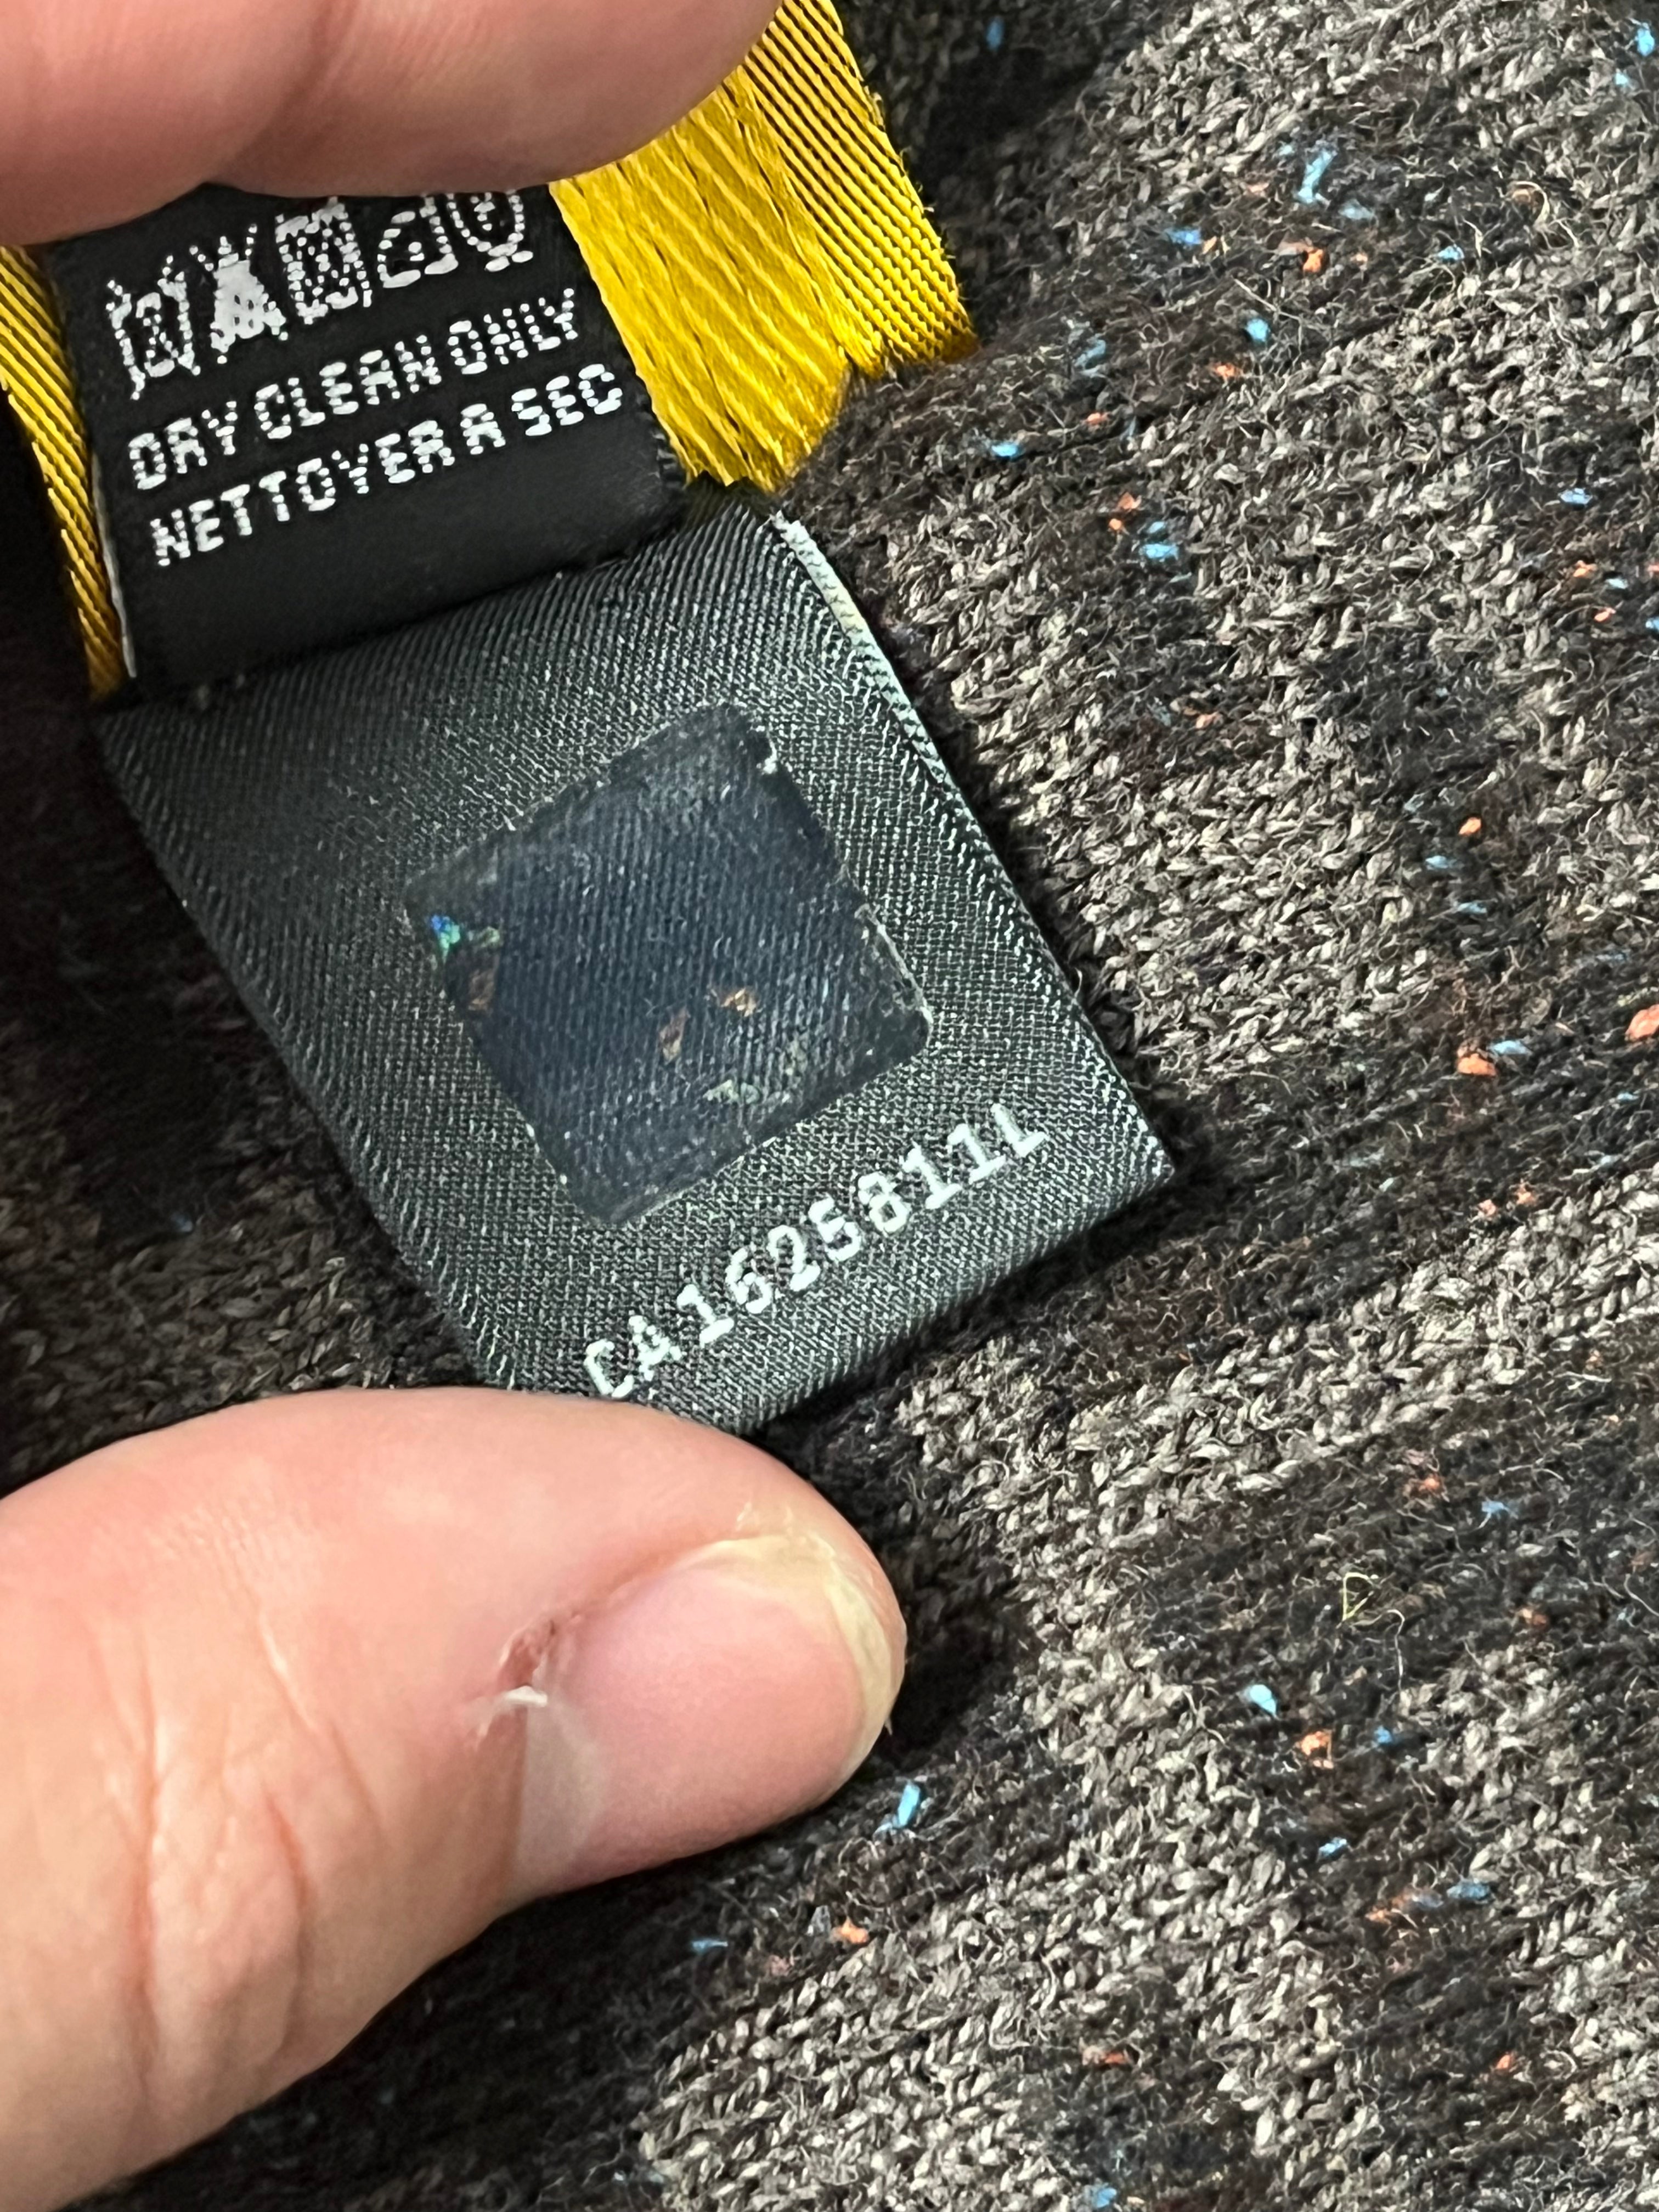 DRY CLEAN ONLY
NETTOYER A SEC
CA16258111